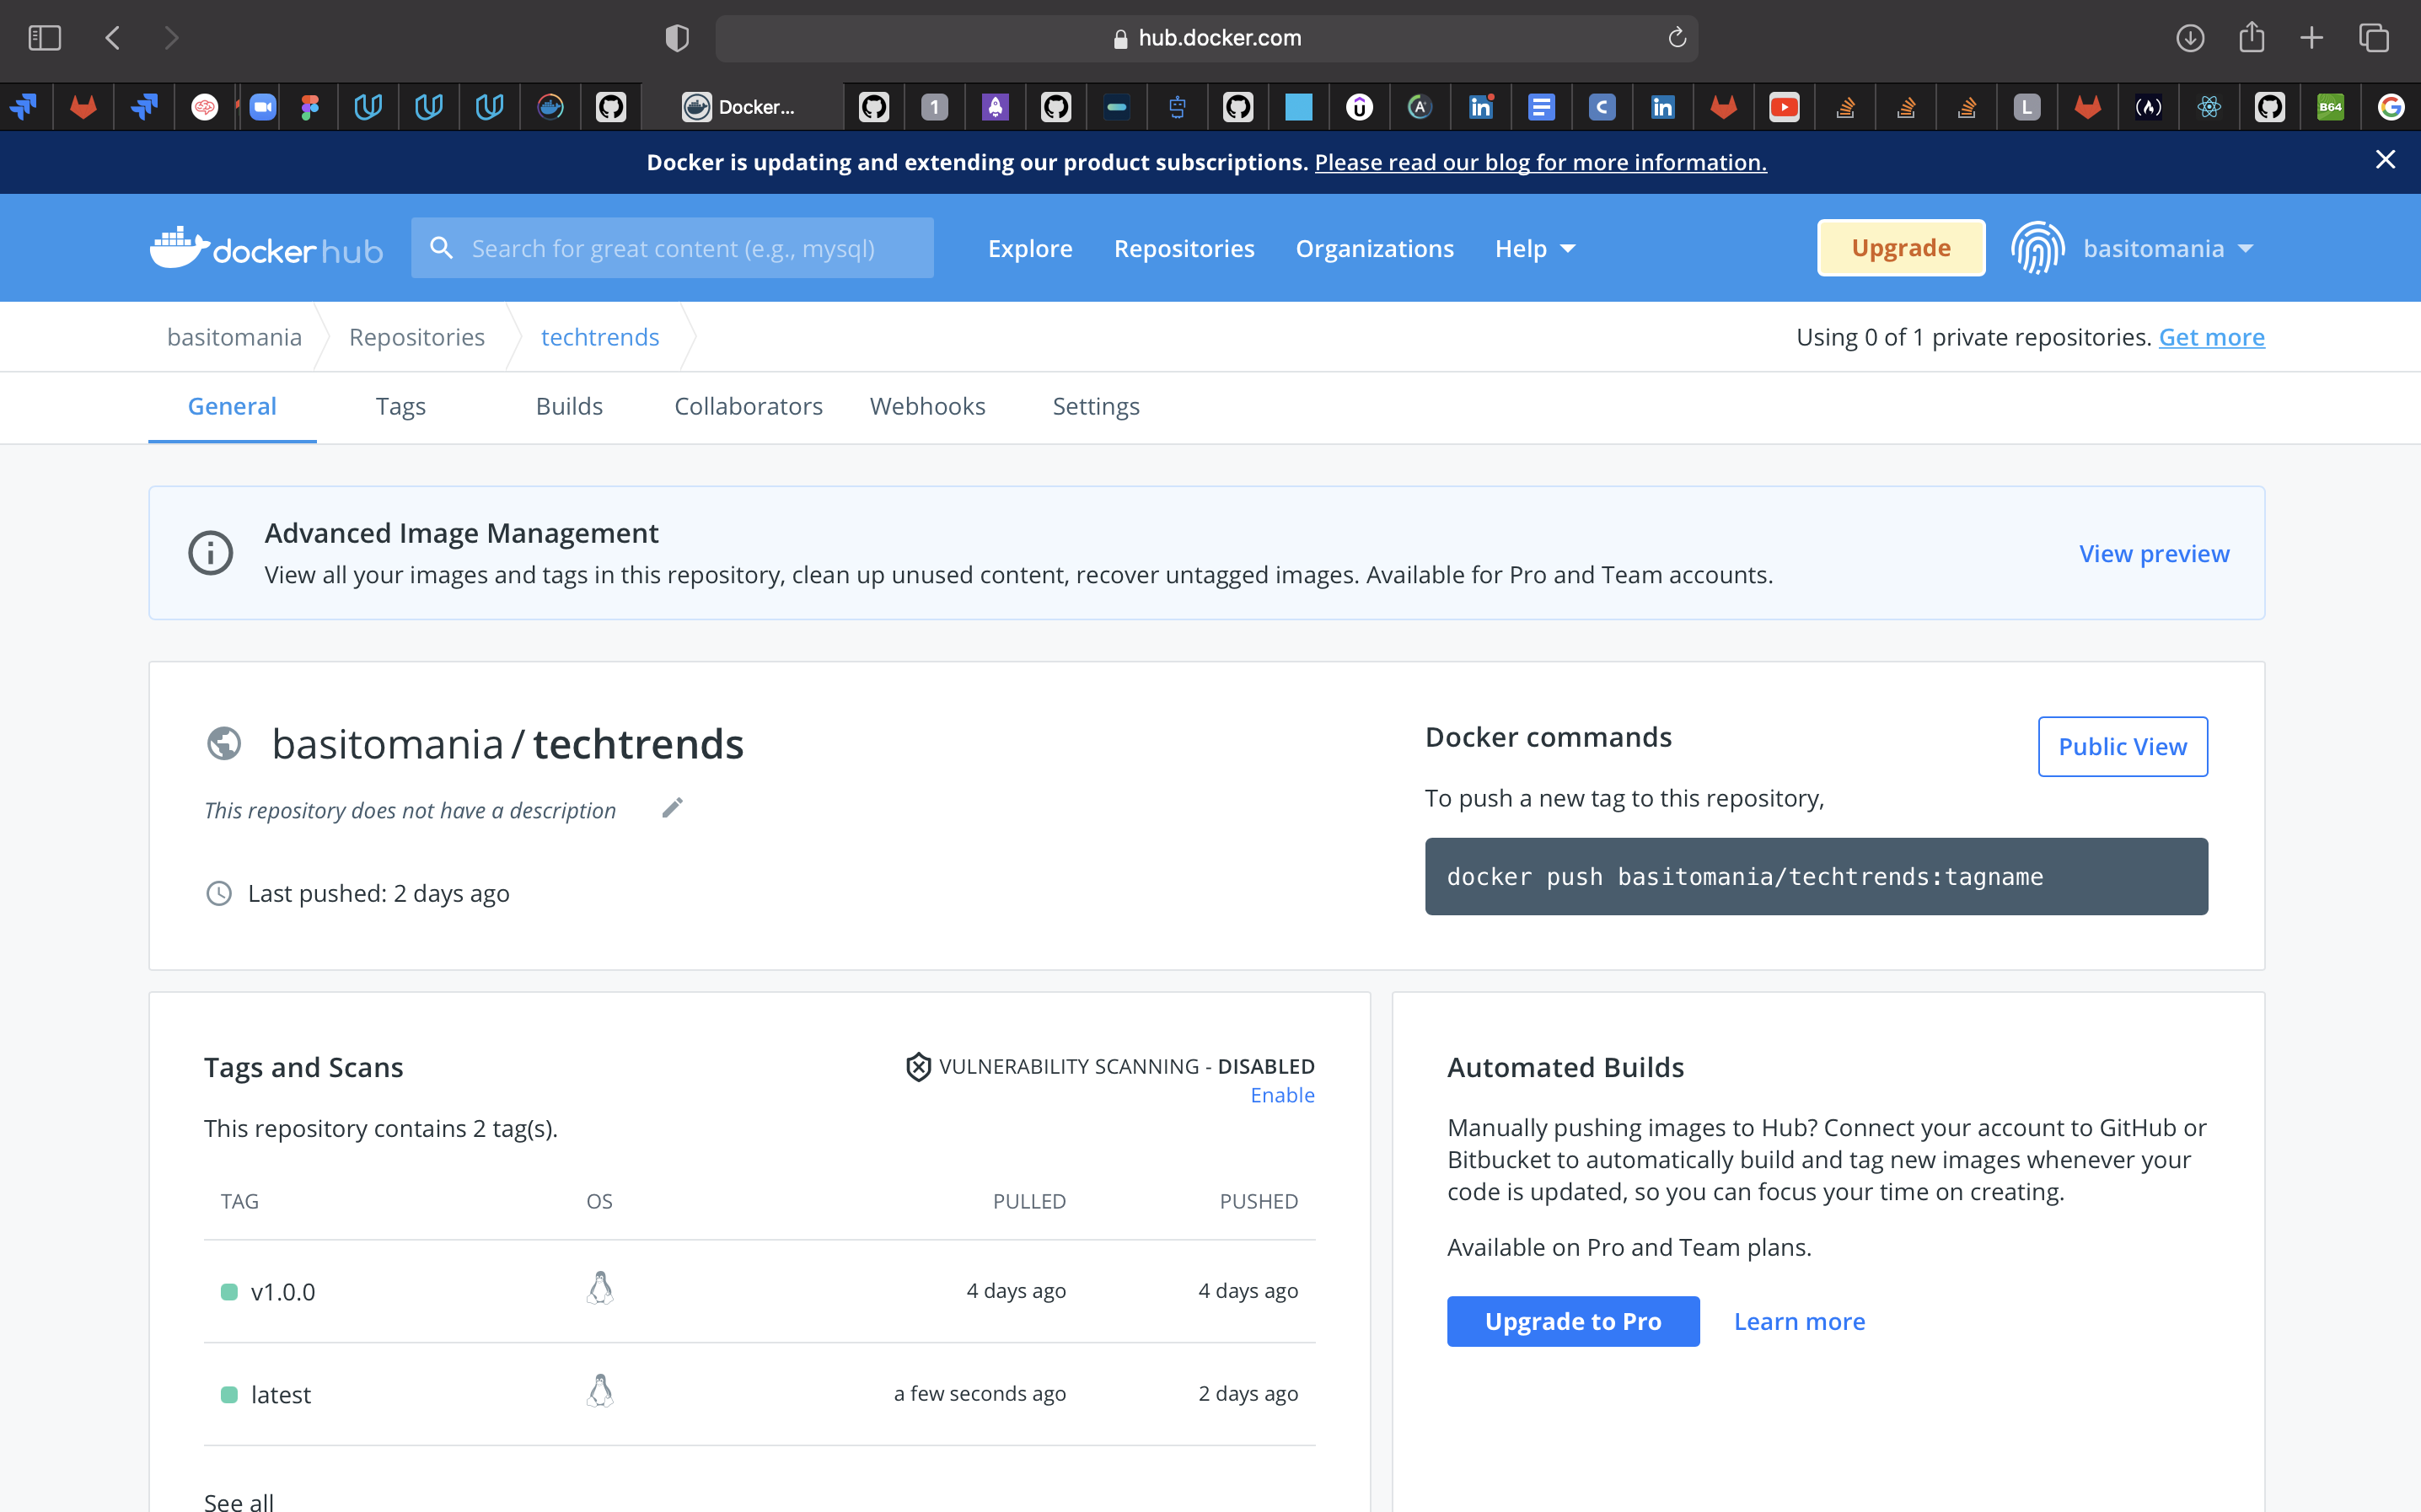 hub.docker.com
Docker...
1
A
C
L
B64
Docker is updating and extending our product subscriptions. Please read our blog for more information.
docker hub
Search for great content (e.g., mysql)
Explore
Repositories
Organizations
Help
Upgrade
basitomania
basitomania
Repositories
techtrends
Using 0 of 1 private repositories. Get more
General
Tags
Builds
Collaborators
Webhooks
Settings
Advanced Image Management
View all your images and tags in this repository, clean up unused content, recover untagged images. Available for Pro and Team accounts.
View preview
basitomania / techtrends
This repository does not have a description
Last pushed: 2 days ago
Docker commands
Public View
To push a new tag to this repository,
docker push basitomania/techtrends:tagname
Tags and Scans
VULNERABILITY SCANNING - DISABLED
Enable
This repository contains 2 tag(s).
TAG OS PULLED PUSHED
v1.0.0 4 days ago 4 days ago
latest a few seconds ago 2 days ago
See all
Automated Builds
Manually pushing images to Hub? Connect your account to GitHub or
Bitbucket to automatically build and tag new images whenever your
code is updated, so you can focus your time on creating.
Available on Pro and Team plans.
Upgrade to Pro
Learn more